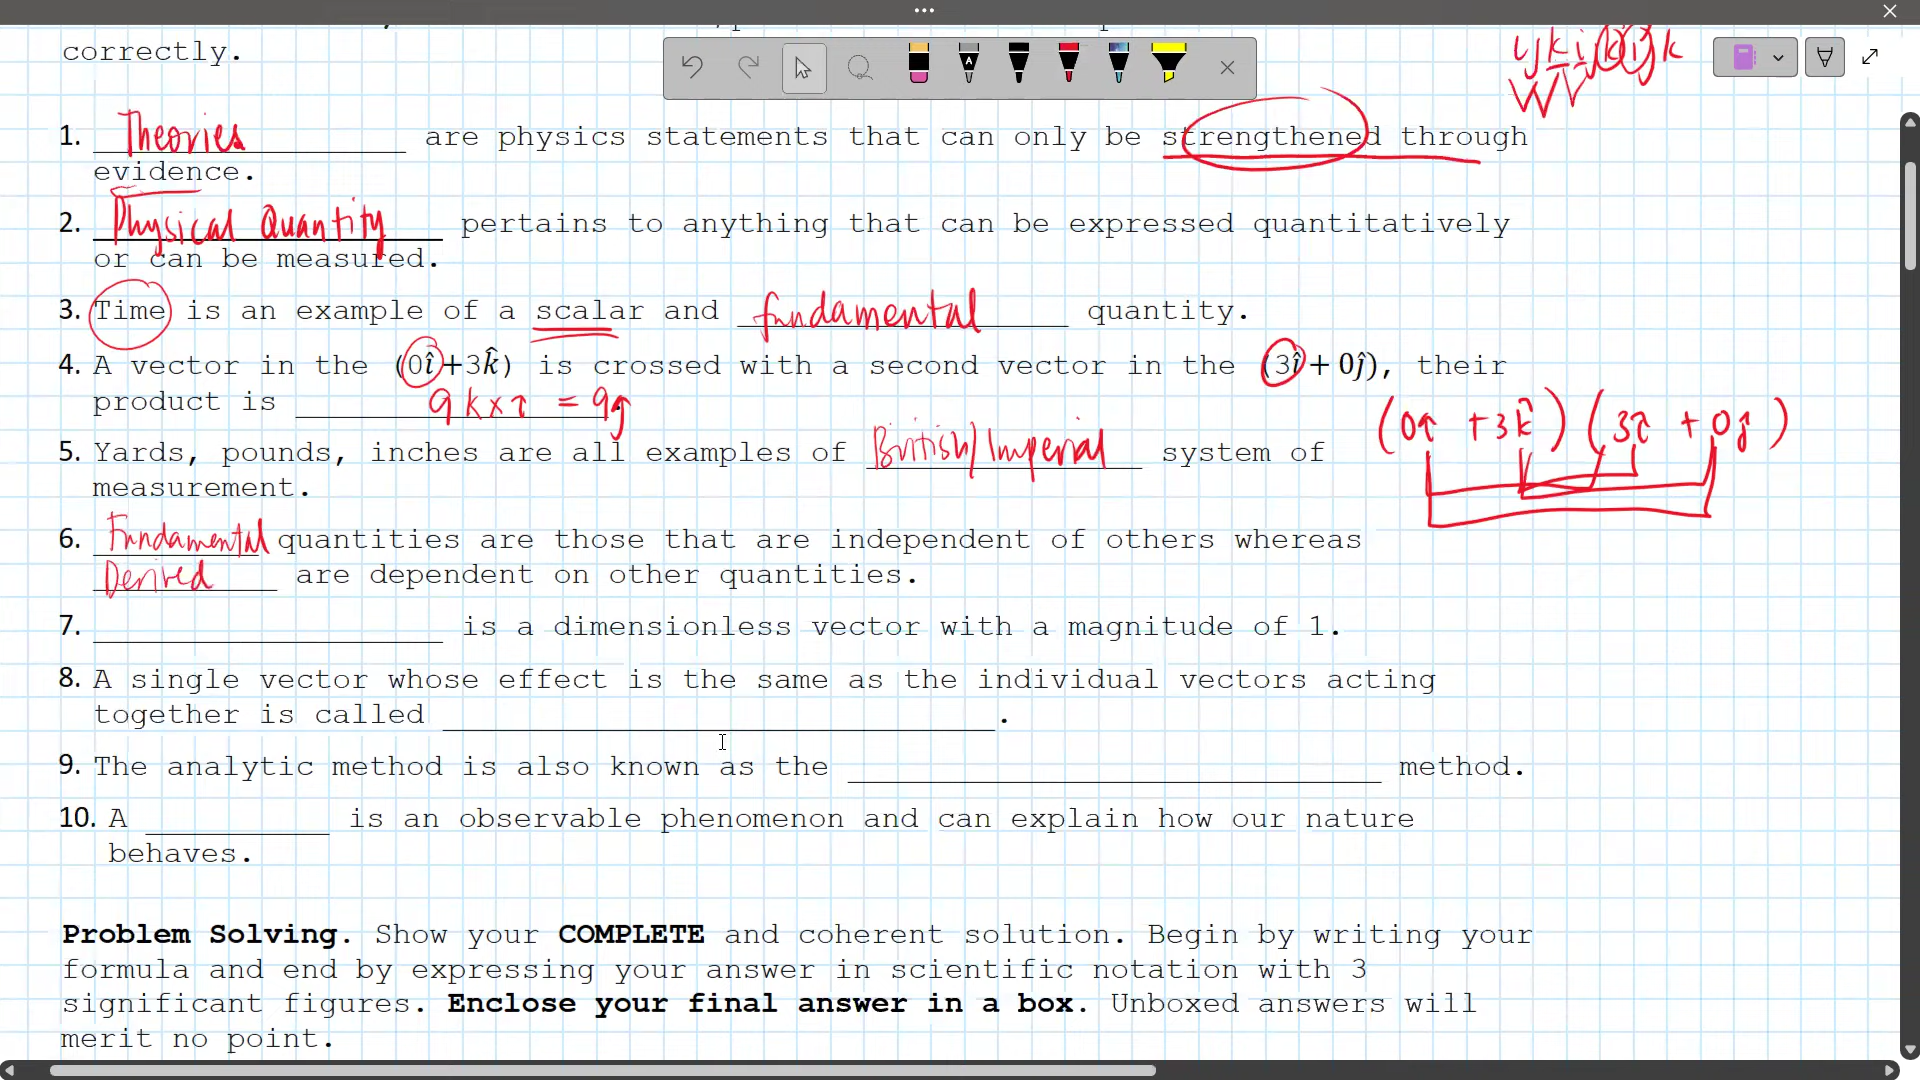 correctly.
ijkijkijk
1. Theories are physics statements that can only be strengthened through
evidence.
2. Physical Quantity pertains to anything that can be expressed quantitatively
or can be measured.
3. Time is an example of a scalar and fundamental quantity.
4. A vector in the (0î+3k̂) is crossed with a second vector in the (3î + 0ĵ), their
product is 9 k × î = 9ĵ.
(0î + 3k̂) (3î + 0ĵ)
5. Yards, pounds, inches are all examples of British/Imperial system of
measurement.
6. Fundamental quantities are those that are independent of others whereas
Derived are dependent on other quantities.
7. ___ is a dimensionless vector with a magnitude of 1.
8. A single vector whose effect is the same as the individual vectors acting
together is called ___.
9. The analytic method is also known as the ___ method.
10. A ___ is an observable phenomenon and can explain how our nature
behaves.
Problem Solving. Show your COMPLETE and coherent solution. Begin by writing your
formula and end by expressing your answer in scientific notation with 3
significant figures. Enclose your final answer in a box. Unboxed answers will
merit no point.